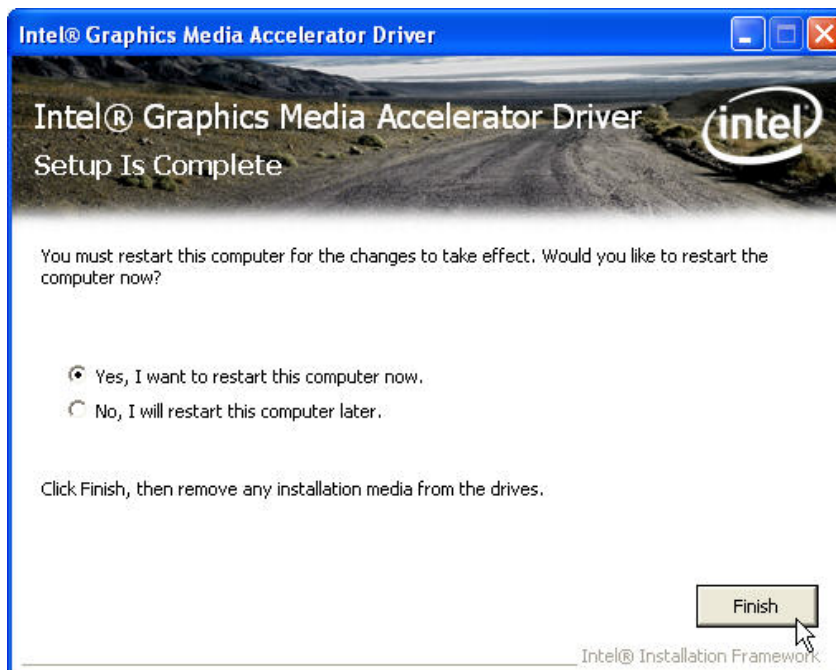 Intel® Graphics Media Accelerator Driver
Intel® Graphics Media Accelerator Driver
intel
Setup Is Complete
You must restart this computer for the changes to take effect. Would you like to restart the
computer now?
Yes, I want to restart this computer now.
No, I will restart this computer later.
Click Finish, then remove any installation media from the drives.
Finish
Intel® Installation Framework